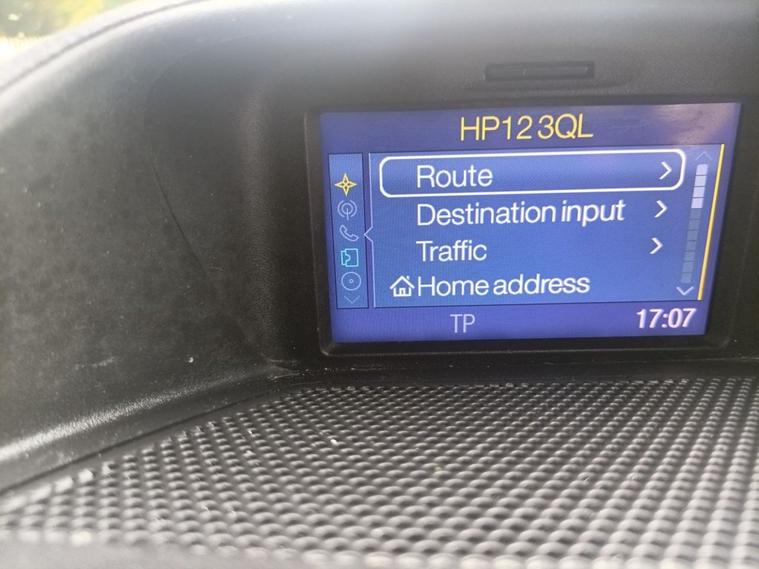 HP12 3QL
Route
Destination input
Traffic
Home address
TP 17:07